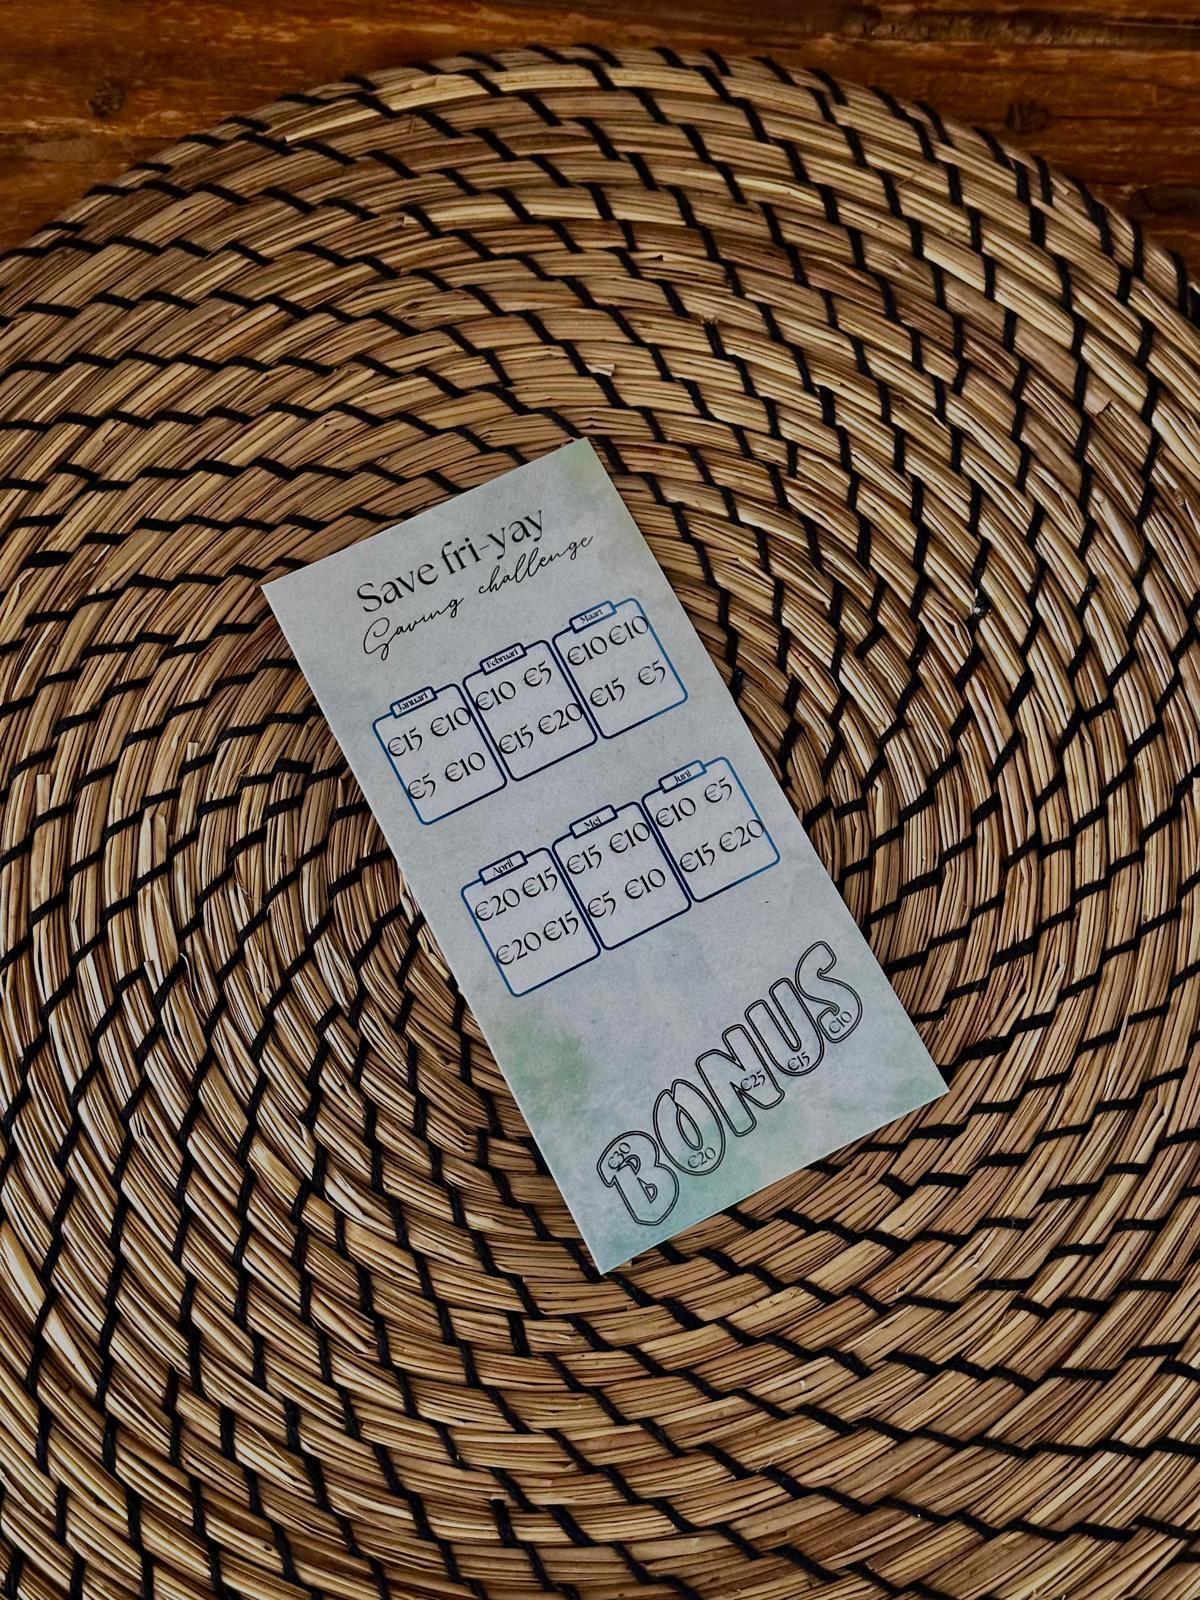 Save fri-yay
Saving challenge
Januari
€15 €10
€5 €10
Februari
€10 €5
€15 €20
Maart
€10 €10
€15 €5
April
€20 €15
€20 €15
Mei
€15 €10
€5 €10
Juni
€10 €5
€15 €20
BONUS
€30 €20 €25 €15 €10